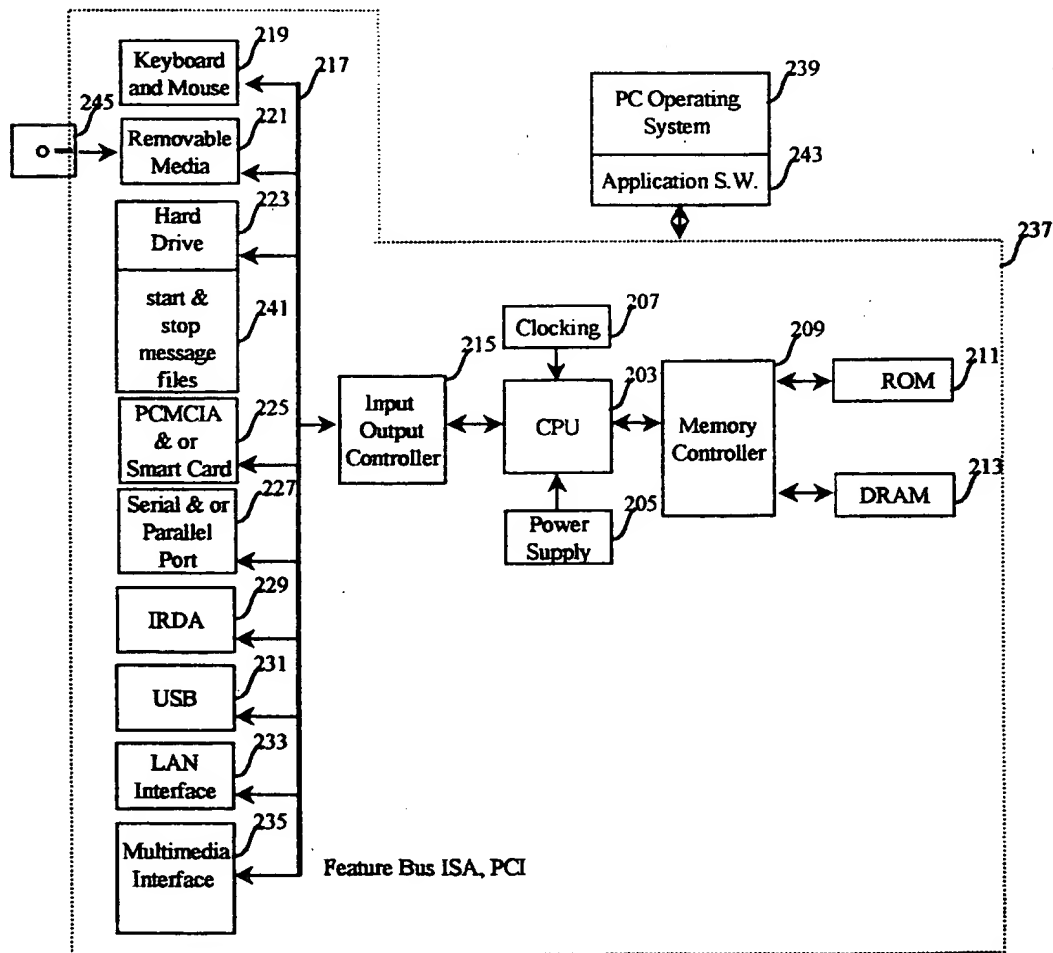 219
Keyboard
and Mouse
217
245
221
Removable
Media
223
Hard
Drive
241
start &
stop
message
files
225
PCMCIA
& or
Smart Card
227
Serial & or
Parallel
Port
229
IRDA
231
USB
233
LAN
Interface
235
Multimedia
Interface
Feature Bus ISA, PCI
215
Input
Output
Controller
207
Clocking
203
CPU
205
Power
Supply
209
Memory
Controller
211
ROM
213
DRAM
239
PC Operating
System
243
Application S.W.
237